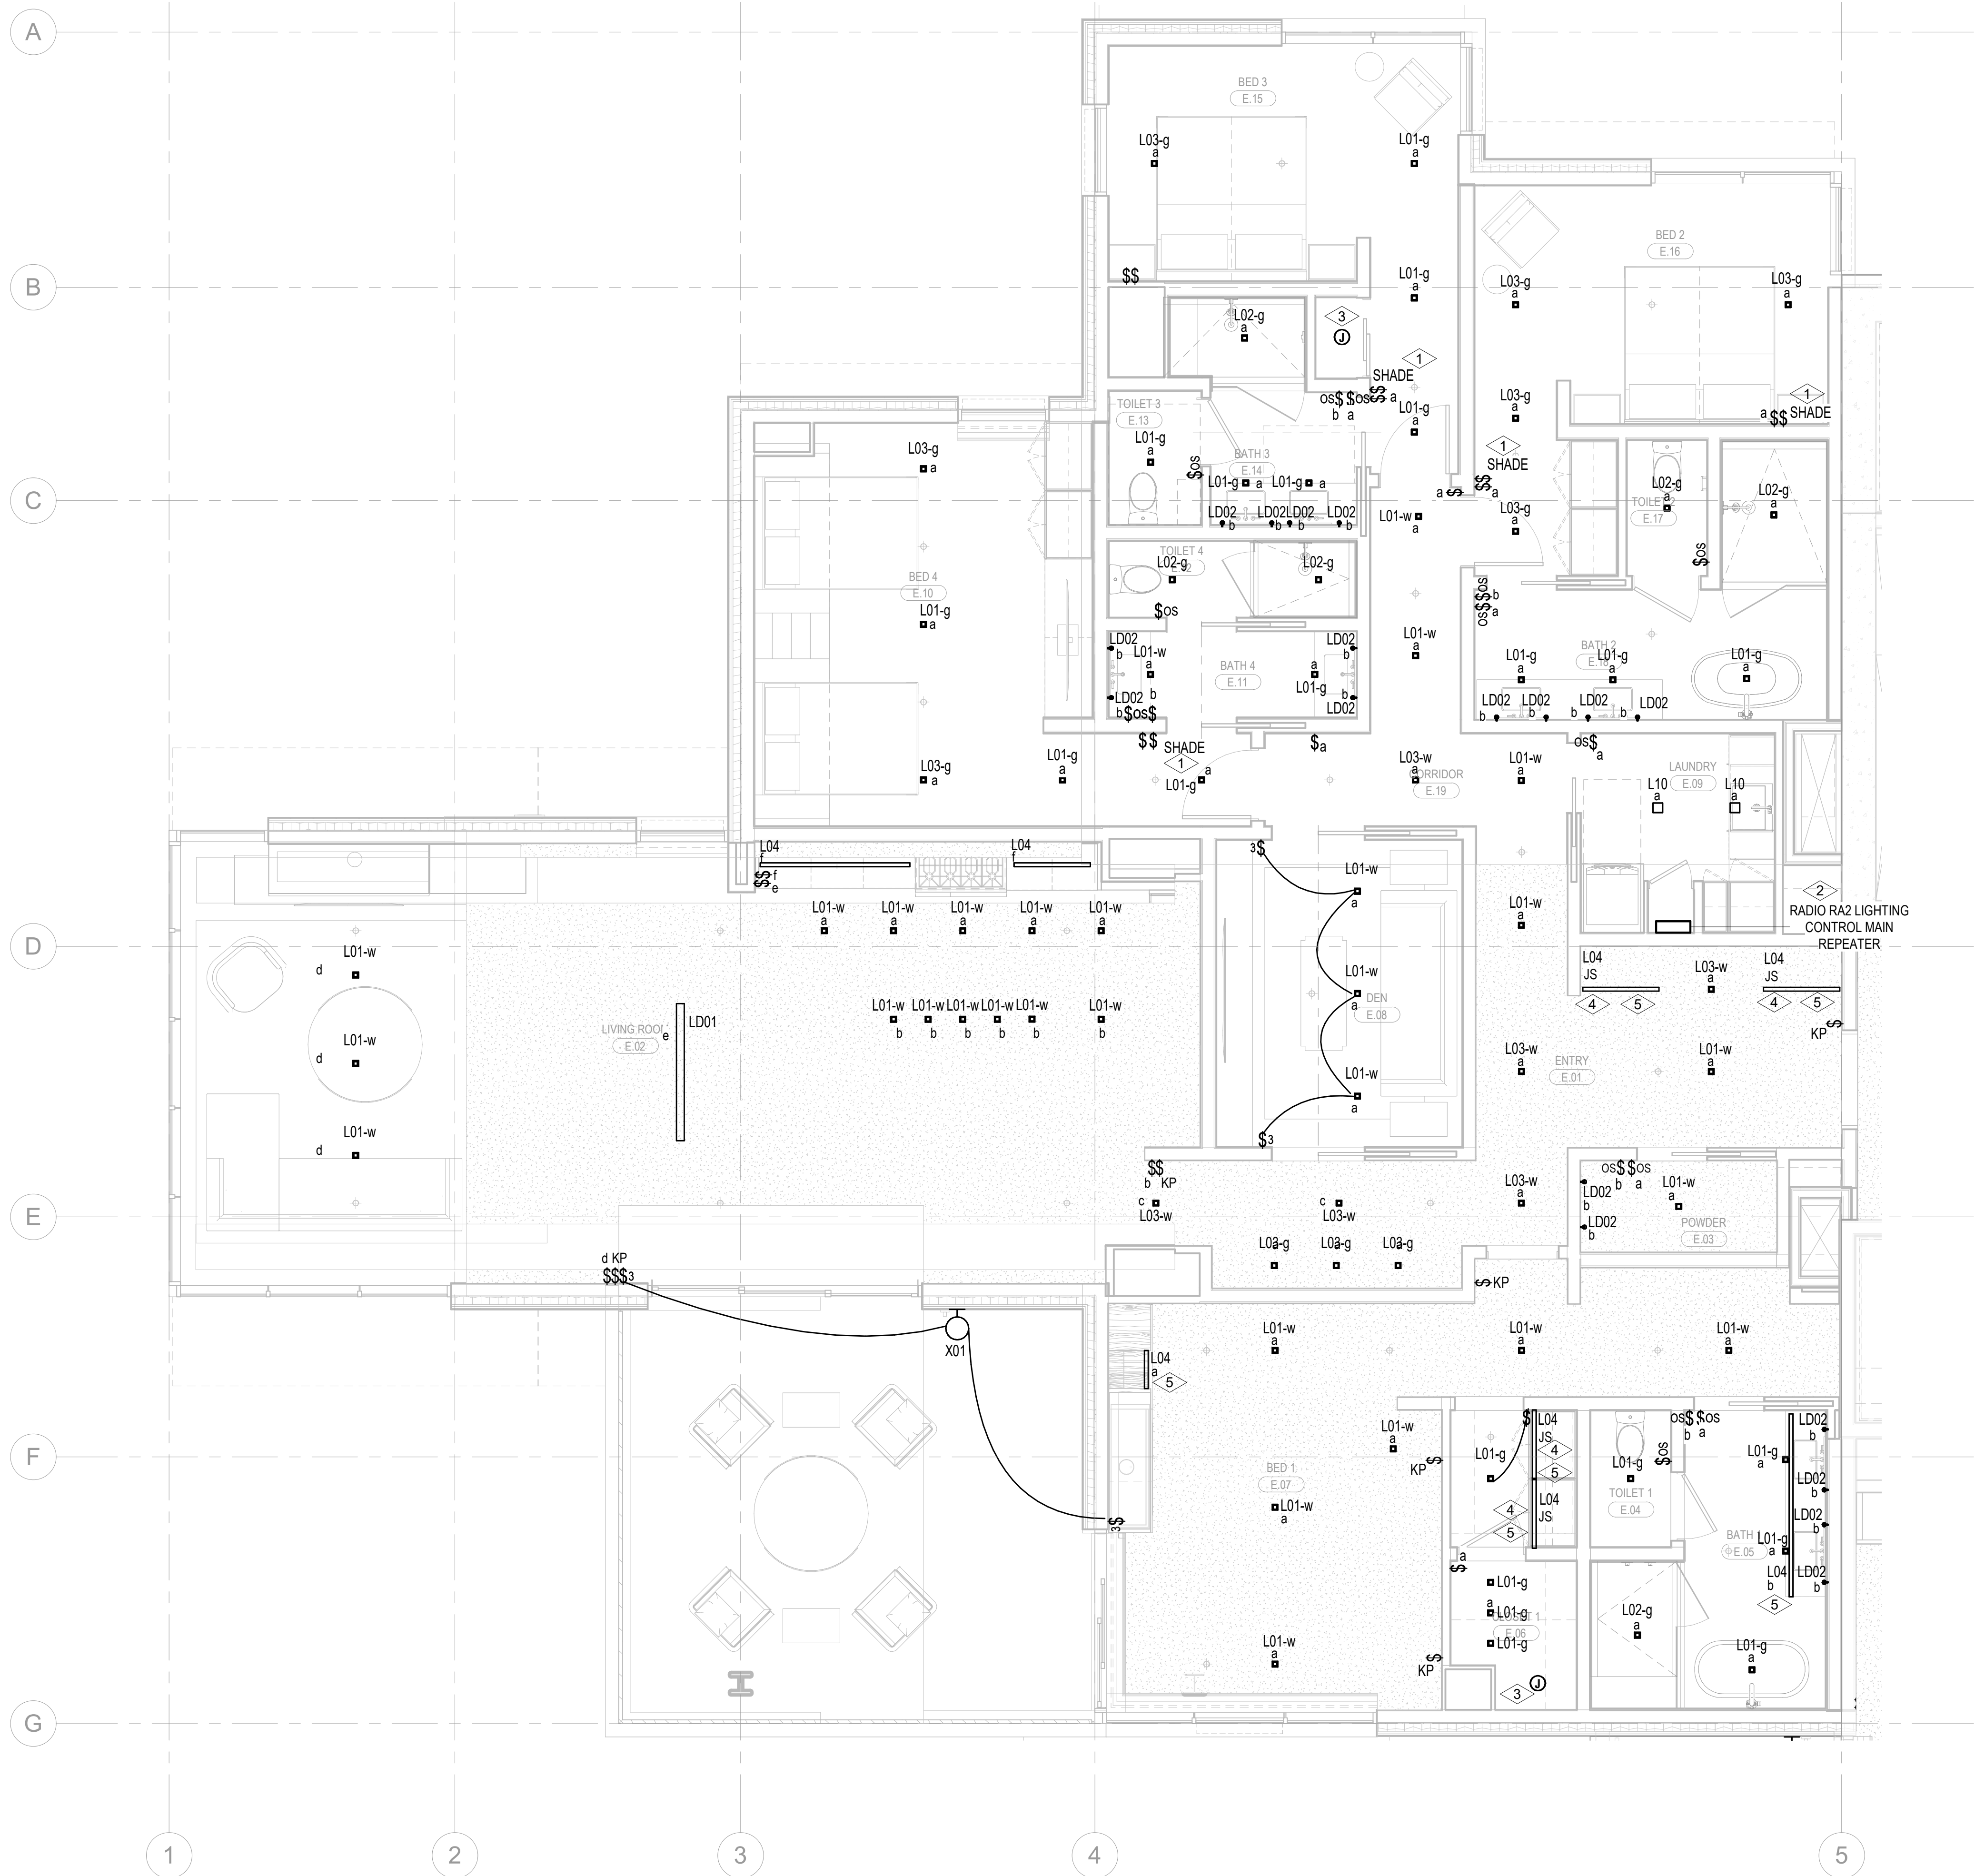 A
BED 3
E.15
L03-g
a
L01-g
a
BED 2
E.16
B
$$
L01-g
a
L03-g
a
L03-g
a
L02-g
a
3
J
1
SHADE
$$
a
1
a $$ SHADE
TOILET 3
E.13
os$ $os
b a
L01-g
a
L03-g
a
L01-g
a
$os
BATH 3
E.14
1
SHADE
$$
a
L03-g
a
C
L01-g a
L01-g a
a $
L02-g
a
L02-g
a
E.17
LD02
b
LD02
b
LD02
b
LD02
b
L01-w
a
L03-g
a
$os
TOILET 4
L02-g
L02-g
BED 4
E.10
L01-g
a
$os
os
$$ b
$$ a
os
LD02
b
L01-w
a
b
LD02
b
L01-w
a
BATH 2
E.18
BATH 4
E.11
a
L01-g
L01-g
a
L01-g
a
L01-g
a
LD02
b $os$
b
LD02
LD02
b
LD02
b
LD02
b
LD02
b
$$
SHADE
1
$a
os$
a
L03-g
a
L01-g
a
a
L01-g
L03-w
a
CORRIDOR
E.19
L01-w
a
LAUNDRY
E.09
L10
a
L10
a
L04
f
L04
f
3$
$$ f
e
L01-w
a
2
RADIO RA2 LIGHTING
CONTROL MAIN
REPEATER
L01-w
a
L01-w
a
L01-w
a
L01-w
a
L01-w
a
L01-w
a
D
L01-w
d
L04
JS
4
5
L03-w
a
L04
JS
4
5
L01-w
b
L01-w
b
L01-w
b
L01-w
b
L01-w
b
L01-w
b
L01-w
a
DEN
E.08
LD01
e
LIVING ROOM
E.02
KP $
L01-w
d
L03-w
a
ENTRY
E.01
L01-w
a
L01-w
a
L01-w
d
$3
$$
b KP
os$ $os
b a
c
L03-w
c
L03-w
L03-w
a
LD02
b
L01-w
a
E
LD02
b
POWDER
E.03
d KP
$$$3
$KP
X01
L01-w
a
L01-w
a
L01-w
a
L04
a
5
F
L01-w
a
KP $
$
L04
JS
4
5
L01-g
os$ $os
b a
$os
L01-g
TOILET 1
E.04
LD02
b
L01-g
a
BED 1
E.07
L01-w
a
4
5
L04
JS
LD02
b
LD02
b
3$
$ a
BATH
E.05
L01-g
a
L04
b
5
LD02
b
L01-g
a
L01-g
L01-g
E.06
L02-g
a
L01-w
a
KP $
L01-g
a
3
J
G
1
2
3
4
5